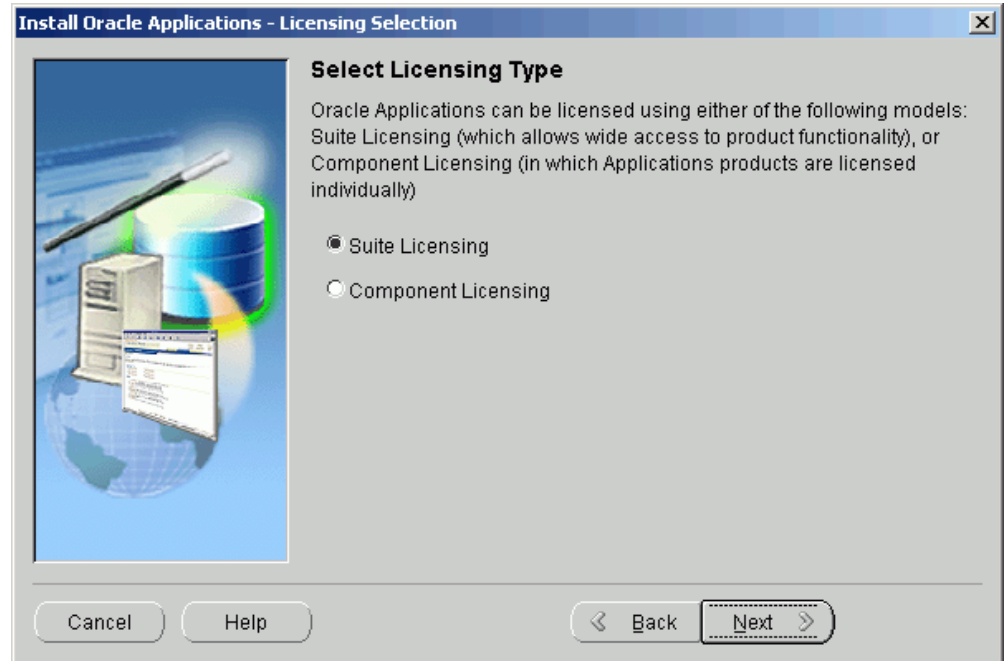 Install Oracle Applications - Licensing Selection
Select Licensing Type
Oracle Applications can be licensed using either of the following models:
Suite Licensing (which allows wide access to product functionality), or
Component Licensing (in which Applications products are licensed
individually)
Suite Licensing
Component Licensing
Cancel
Help
Back
Next